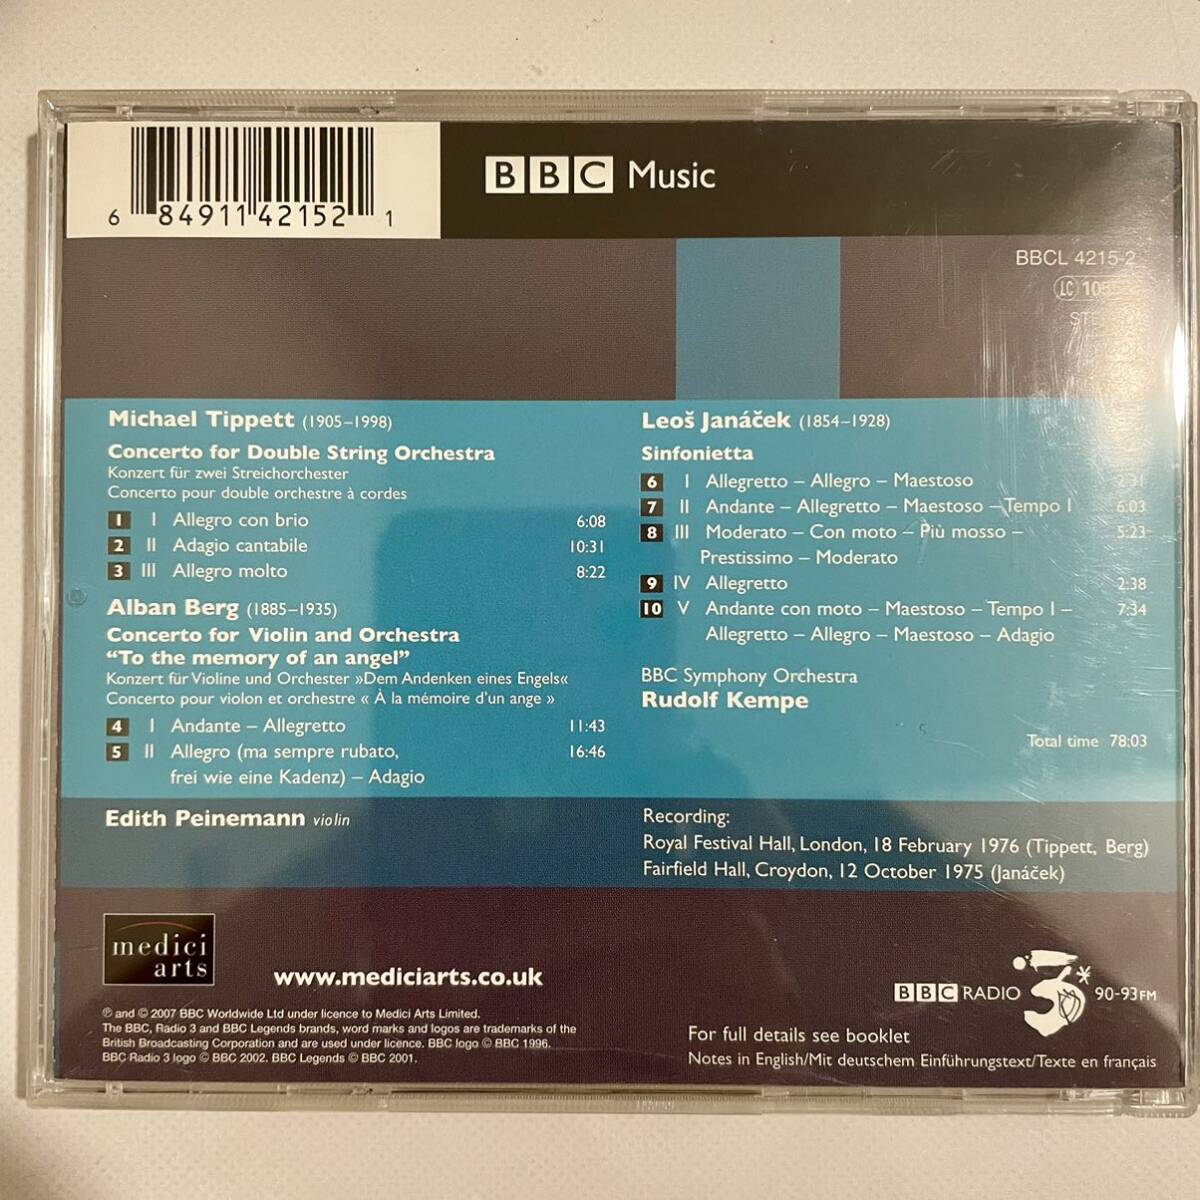 BBC Music
6 84911 42152 1
BBCL 4215-2
LC
Michael Tippett (1905–1998)
Concerto for Double String Orchestra
Konzert für zwei Streichorchester
Concerto pour double orchestre à cordes
1 I Allegro con brio 6:08
2 II Adagio cantabile 10:31
3 III Allegro molto 8:22
Alban Berg (1885–1935)
Concerto for Violin and Orchestra
“To the memory of an angel”
Konzert für Violine und Orchester »Dem Andenken eines Engels«
Concerto pour violon et orchestre « À la mémoire d'un ange »
4 I Andante – Allegretto 11:43
5 II Allegro (ma sempre rubato,
frei wie eine Kadenz) – Adagio 16:46
Edith Peinemann violin
Leoš Janáček (1854–1928)
Sinfonietta
6 I Allegretto – Allegro – Maestoso
7 II Andante – Allegretto – Maestoso – Tempo I 6:03
8 III Moderato – Con moto – Più mosso – 5:23
Prestissimo – Moderato
9 IV Allegretto 2:38
10 V Andante con moto – Maestoso – Tempo I – 7:34
Allegretto – Allegro – Maestoso – Adagio
BBC Symphony Orchestra
Rudolf Kempe
Total time 78:03
Recording:
Royal Festival Hall, London, 18 February 1976 (Tippett, Berg)
Fairfield Hall, Croydon, 12 October 1975 (Janáček)
medici
arts
www.mediciarts.co.uk
BBC RADIO 3 90-93FM
℗ and © 2007 BBC Worldwide Ltd under licence to Medici Arts Limited.
The BBC, Radio 3 and BBC Legends brands, word marks and logos are trademarks of the
British Broadcasting Corporation and are used under licence. BBC logo © BBC 1996.
BBC Radio 3 logo © BBC 2002. BBC Legends © BBC 2001.
For full details see booklet
Notes in English/Mit deutschem Einführungstext/Texte en français